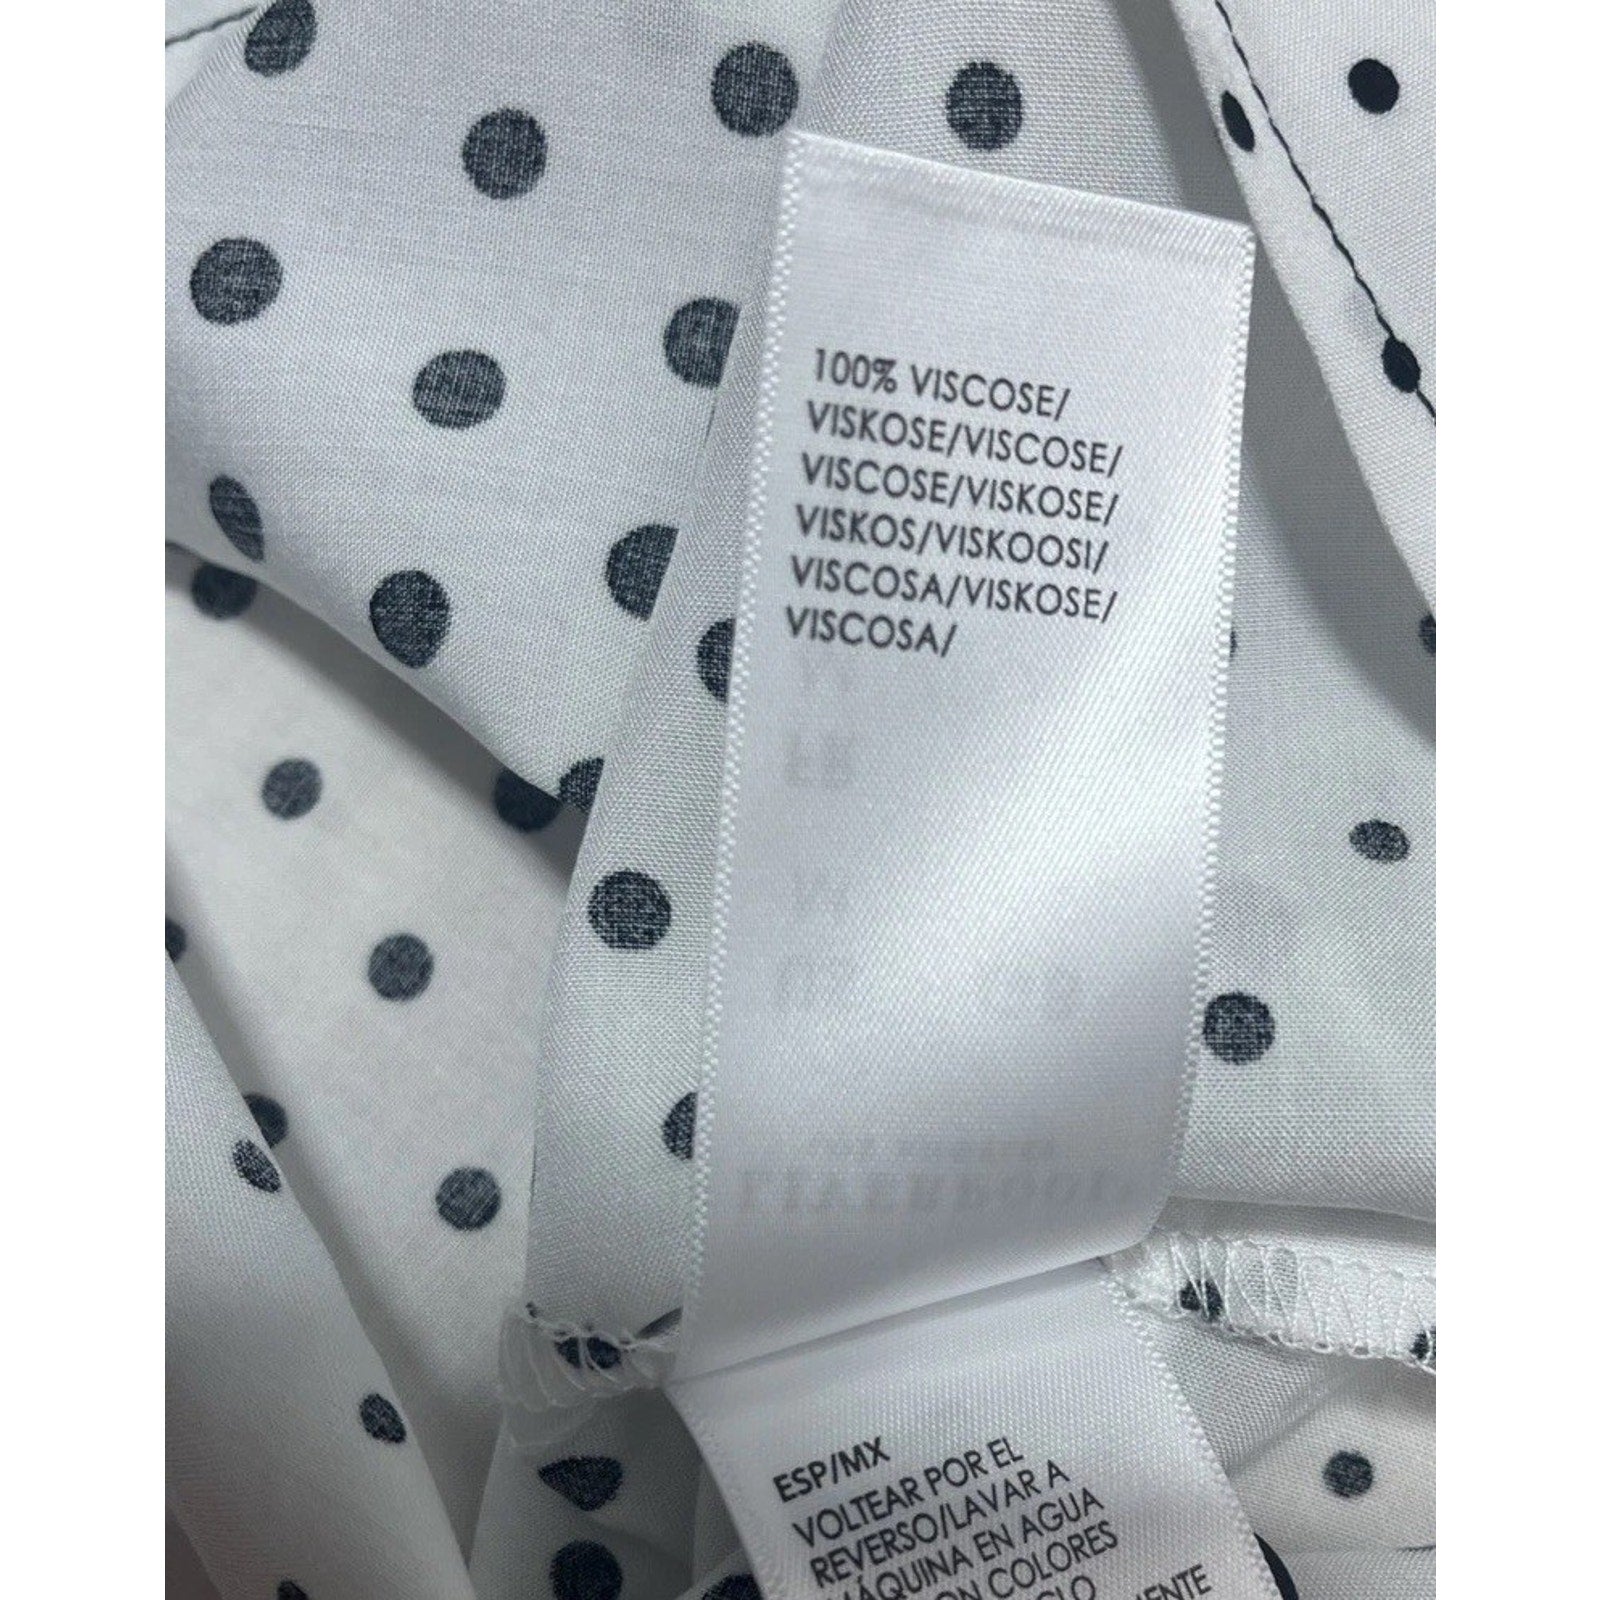 100% VISCOSE/
VISKOSE/VISCOSE/
VISCOSE/VISKOSE/
VISKOS/VISKOOSI/
VISCOSA/VISKOSE/
VISCOSA/
ESP/MX
VOLTEAR POR EL
REVERSO/LAVAR A
MÁQUINA EN AGUA
COLORES